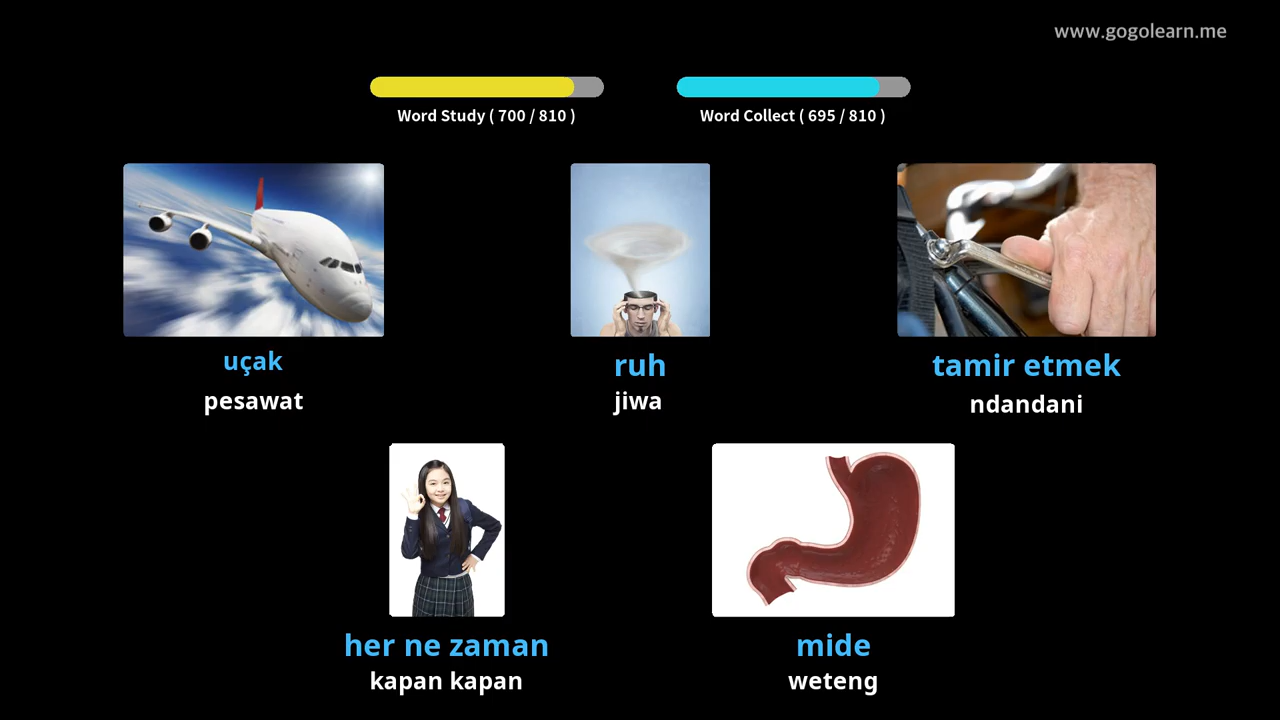 www.gogolearn.me
Word Study ( 700 / 810 )
Word Collect ( 695 / 810 )
uçak
pesawat
ruh
jiwa
tamir etmek
ndandani
her ne zaman
kapan kapan
mide
weteng